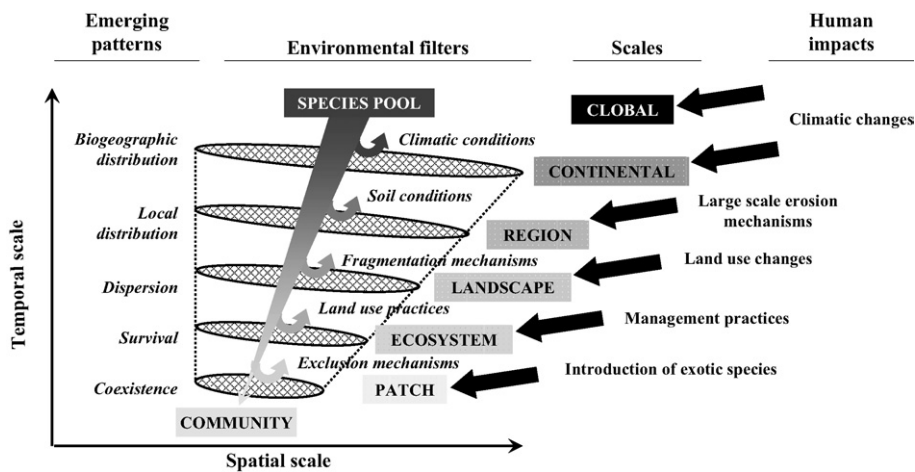 Emerging
patterns
Environmental filters
Scales
Human
impacts
SPECIES POOL
CLOBAL
Climatic changes
Biogeographic
distribution
Climatic conditions
CONTINENTAL
Soil conditions
Large scale erosion
mechanisms
Local
distribution
REGION
Fragmentation mechanisms
Land use changes
Dispersion
LANDSCAPE
Land use practices
Management practices
Survival
ECOSYSTEM
Exclusion mechanisms
Introduction of exotic species
Coexistence
PATCH
COMMUNITY
Temporal scale
Spatial scale